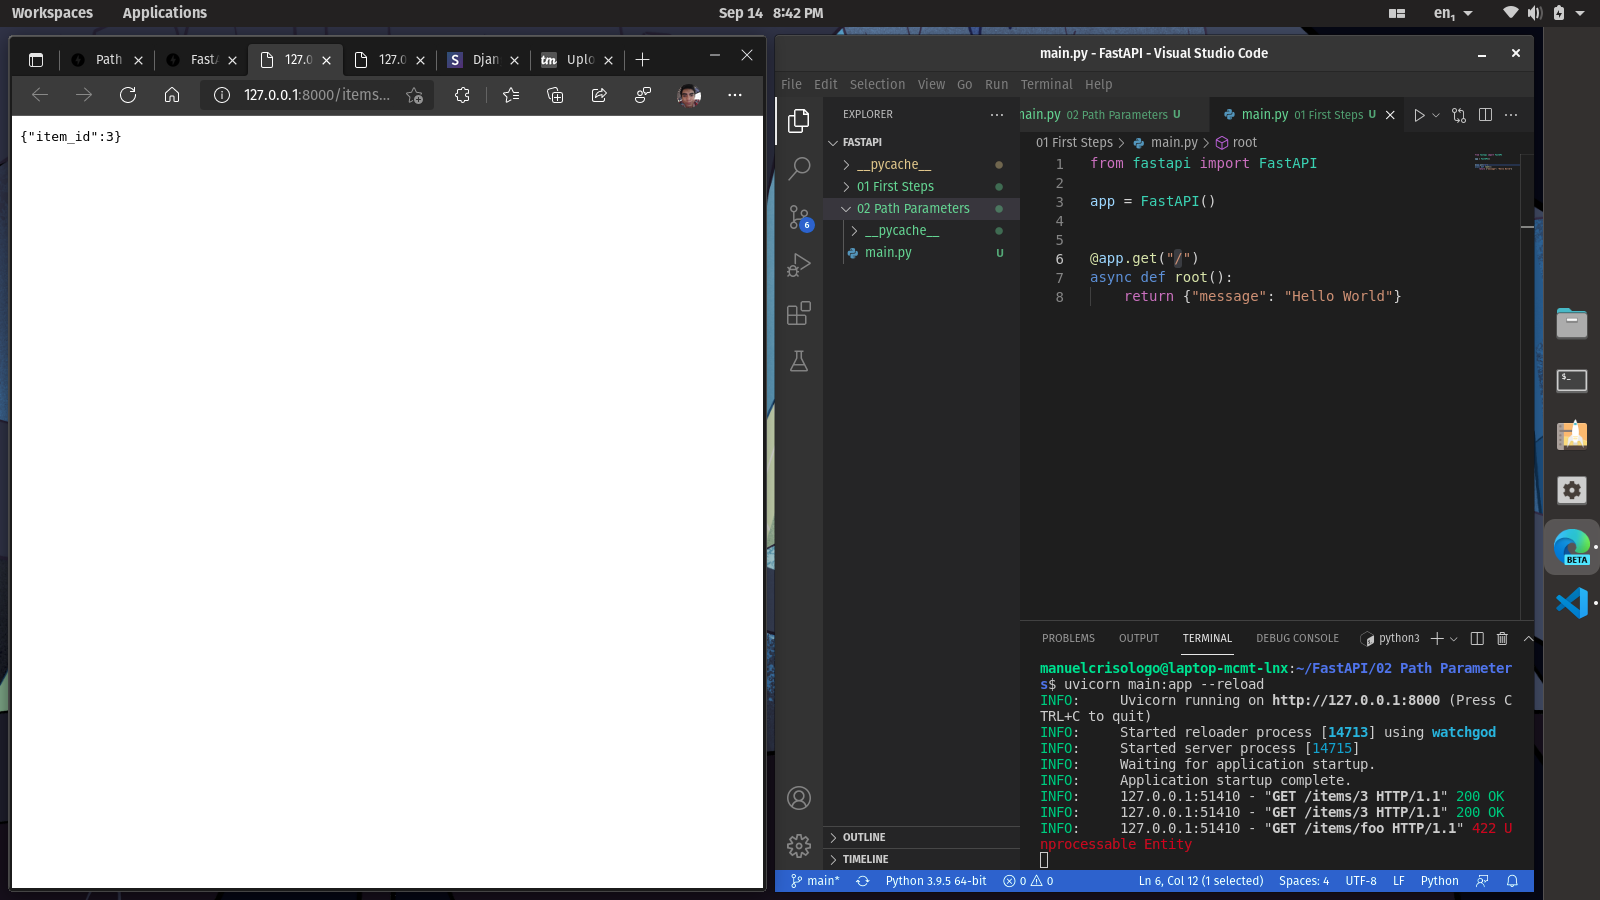 Workspaces Applications Sep 14 8:42 PM en1
Path FastA 127.0 127.0 S Djan tm Uplo
127.0.0.1:8000/items...
{"item_id":3}
main.py - FastAPI - Visual Studio Code
File Edit Selection View Go Run Terminal Help
EXPLORER
FASTAPI
__pycache__
01 First Steps
02 Path Parameters
__pycache__
main.py U
6
OUTLINE
TIMELINE
main.py 02 Path Parameters U main.py 01 First Steps U
01 First Steps > main.py > root
1 from fastapi import FastAPI
2
3 app = FastAPI()
4
5
6 @app.get("/")
7 async def root():
8 return {"message": "Hello World"}
PROBLEMS OUTPUT TERMINAL DEBUG CONSOLE python3
manuelcrisologo@laptop-mcmt-lnx:~/FastAPI/02 Path Parameter
s$ uvicorn main:app --reload
INFO: Uvicorn running on http://127.0.0.1:8000 (Press C
TRL+C to quit)
INFO: Started reloader process [14713] using watchgod
INFO: Started server process [14715]
INFO: Waiting for application startup.
INFO: Application startup complete.
INFO: 127.0.0.1:51410 - "GET /items/3 HTTP/1.1" 200 OK
INFO: 127.0.0.1:51410 - "GET /items/3 HTTP/1.1" 200 OK
INFO: 127.0.0.1:51410 - "GET /items/foo HTTP/1.1" 422 U
nprocessable Entity
main* Python 3.9.5 64-bit 0 0 Ln 6, Col 12 (1 selected) Spaces: 4 UTF-8 LF Python
$_
BETA